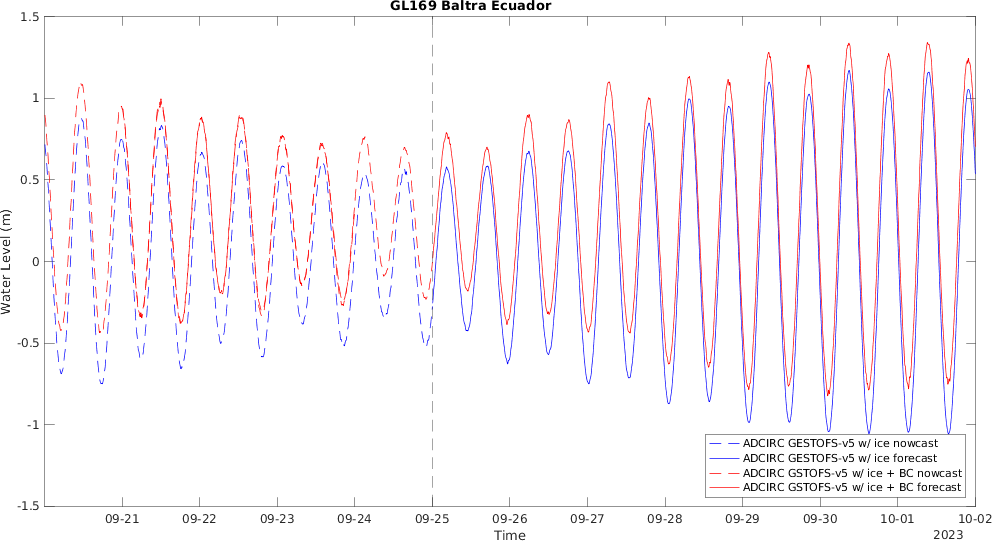 GL169 Baltra Ecuador
1.5
1
0.5
0
-0.5
-1
-1.5
Water Level (m)
ADCIRC GESTOFS-v5 w/ ice nowcast
ADCIRC GESTOFS-v5 w/ ice forecast
ADCIRC GSTOFS-v5 w/ ice + BC nowcast
ADCIRC GSTOFS-v5 w/ ice + BC forecast
09-21 09-22 09-23 09-24 09-25 09-26 09-27 09-28 09-29 09-30 10-01 10-02
Time
2023